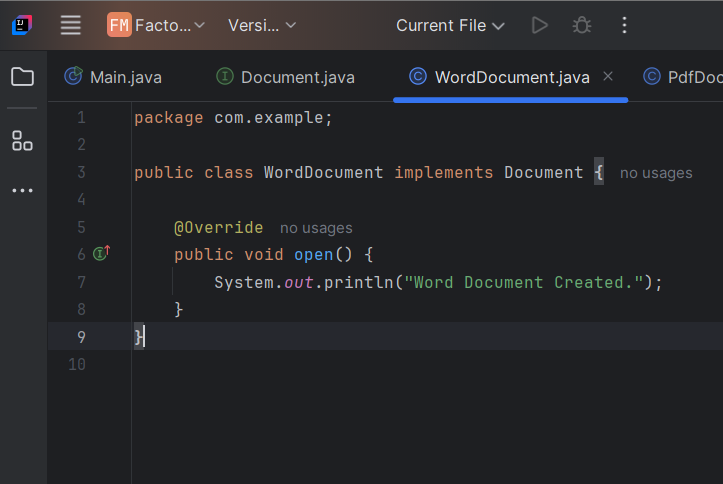 IJ
FM Facto... Versi... Current File
Main.java Document.java WordDocument.java PdfDoc
1 package com.example;
2
3 public class WordDocument implements Document { no usages
4
5 @Override no usages
6 public void open() {
7 System.out.println("Word Document Created.");
8 }
9 }
10